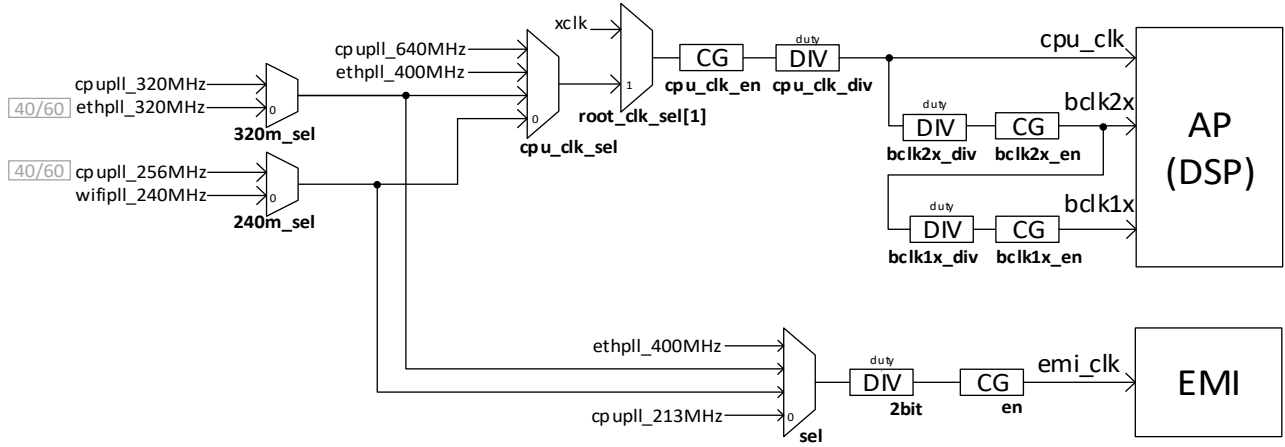 xclk
cpupll_640MHz
ethpll_400MHz
cpupll_320MHz
40/60 ethpll_320MHz
0
320m_sel
0
cpu_clk_sel
1
root_clk_sel[1]
CG
cpu_clk_en
duty
DIV
cpu_clk_div
cpu_clk
40/60 cpupll_256MHz
wifipll_240MHz
0
240m_sel
duty
DIV
bclk2x_div
CG
bclk2x_en
bclk2x
duty
DIV
bclk1x_div
CG
bclk1x_en
bclk1x
AP
(DSP)
ethpll_400MHz
cpupll_213MHz
0
sel
duty
DIV
2bit
CG
en
emi_clk
EMI